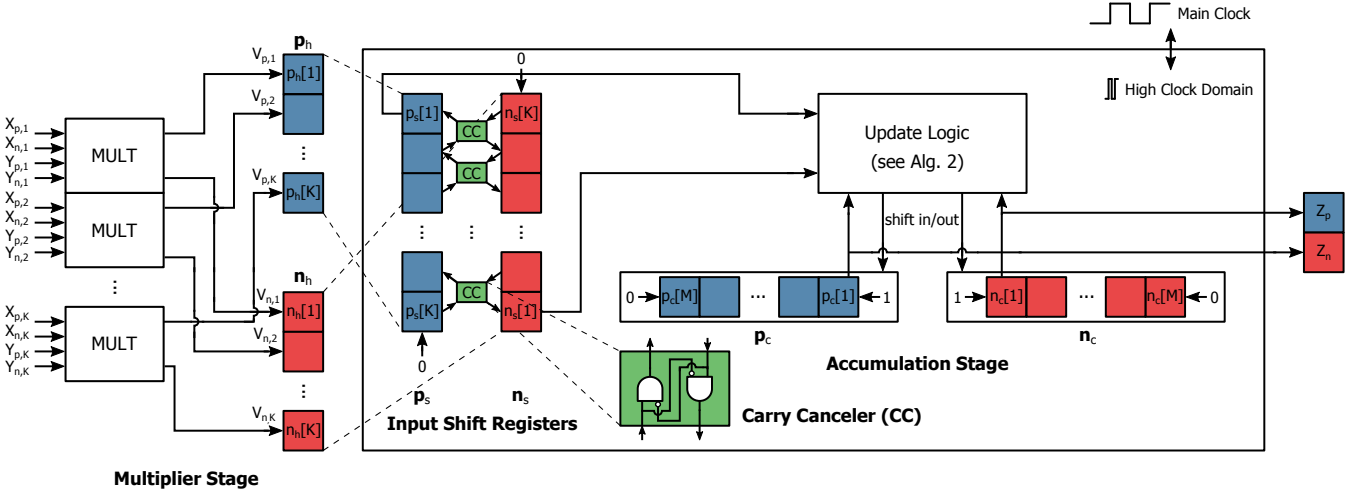 Main Clock
High Clock Domain
p_h
V_p,1
p_h[1]
V_p,2
...
V_p,K
p_h[K]
X_p,1
X_n,1
Y_p,1
Y_n,1
MULT
X_p,2
X_n,2
Y_p,2
Y_n,2
MULT
...
X_p,K
X_n,K
Y_p,K
Y_n,K
MULT
n_h
V_n,1
n_h[1]
V_n,2
...
V_n,K
n_h[K]
Multiplier Stage
0
p_s[1]
CC
n_s[K]
CC
...
...
CC
p_s[K]
n_s[1]
0
p_s
n_s
Input Shift Registers
Update Logic
(see Alg. 2)
shift in/out
0
p_c[M]
...
p_c[1]
1
p_c
1
n_c[1]
...
n_c[M]
0
n_c
Accumulation Stage
Carry Canceler (CC)
Z_p
Z_n